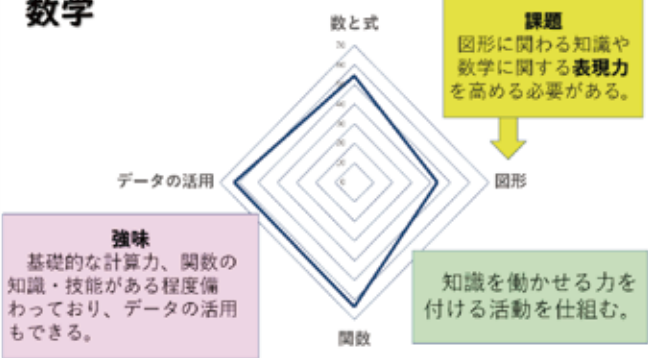 数学
数と式
課題
図形に関わる知識や
数学に関する表現力
を高める必要がある。
データの活用
図形
強味
基礎的な計算力、関数の
知識・技能がある程度備
わっており、データの活用
もできる。
知識を働かせる力を
付ける活動を仕組む。
関数